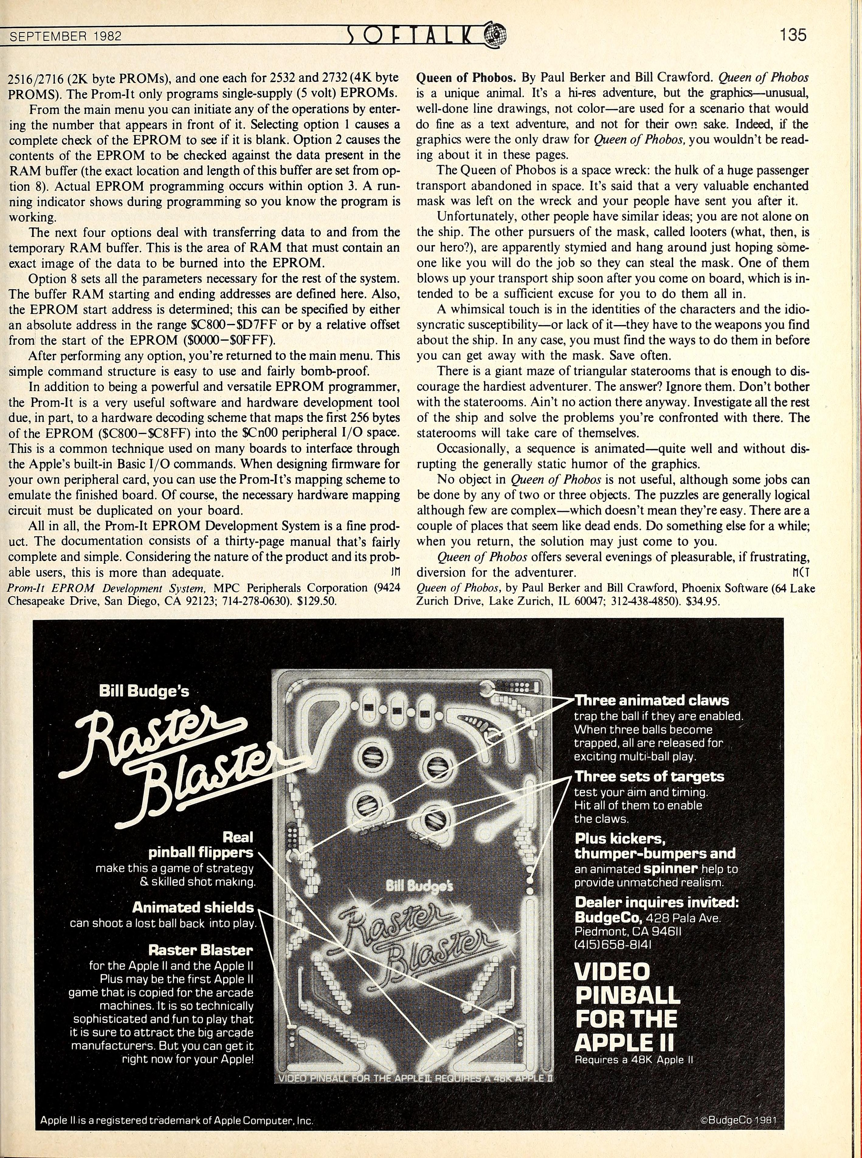 SEPTEMBER 1982
SOFTALK
135
2516/2716 (2K byte PROMs), and one each for 2532 and 2732 (4K byte
PROMS). The Prom-It only programs single-supply (5 volt) EPROMs.
From the main menu you can initiate any of the operations by enter-
ing the number that appears in front of it. Selecting option 1 causes a
complete check of the EPROM to see if it is blank. Option 2 causes the
contents of the EPROM to be checked against the data present in the
RAM buffer (the exact location and length of this buffer are set from op-
tion 8). Actual EPROM programming occurs within option 3. A run-
ning indicator shows during programming so you know the program is
working.
The next four options deal with transferring data to and from the
temporary RAM buffer. This is the area of RAM that must contain an
exact image of the data to be burned into the EPROM.
Option 8 sets all the parameters necessary for the rest of the system.
The buffer RAM starting and ending addresses are defined here. Also,
the EPROM start address is determined; this can be specified by either
an absolute address in the range $C800—$D7FF or by a relative offset
from the start of the EPROM ($0000—$0FFF).
After performing any option, you're returned to the main menu. This
simple command structure is easy to use and fairly bomb-proof.
In addition to being a powerful and versatile EPROM programmer,
the Prom-It is a very useful software and hardware development tool
due, in part, to a hardware decoding scheme that maps the first 256 bytes
of the EPROM ($C800—$C8FF) into the $Cn00 peripheral I/O space.
This is a common technique used on many boards to interface through
the Apple's built-in Basic I/O commands. When designing firmware for
your own peripheral card, you can use the Prom-It's mapping scheme to
emulate the finished board. Of course, the necessary hardware mapping
circuit must be duplicated on your board.
All in all, the Prom-It EPROM Development System is a fine prod-
uct. The documentation consists of a thirty-page manual that's fairly
complete and simple. Considering the nature of the product and its prob-
able users, this is more than adequate. JM
Prom-It EPROM Development System, MPC Peripherals Corporation (9424
Chesapeake Drive, San Diego, CA 92123; 714-278-0630). $129.50.
Queen of Phobos. By Paul Berker and Bill Crawford. Queen of Phobos
is a unique animal. It's a hi-res adventure, but the graphics—unusual,
well-done line drawings, not color—are used for a scenario that would
do fine as a text adventure, and not for their own sake. Indeed, if the
graphics were the only draw for Queen of Phobos, you wouldn't be read-
ing about it in these pages.
The Queen of Phobos is a space wreck: the hulk of a huge passenger
transport abandoned in space. It's said that a very valuable enchanted
mask was left on the wreck and your people have sent you after it.
Unfortunately, other people have similar ideas; you are not alone on
the ship. The other pursuers of the mask, called looters (what, then, is
our hero?), are apparently stymied and hang around just hoping some-
one like you will do the job so they can steal the mask. One of them
blows up your transport ship soon after you come on board, which is in-
tended to be a sufficient excuse for you to do them all in.
A whimsical touch is in the identities of the characters and the idio-
syncratic susceptibility—or lack of it—they have to the weapons you find
about the ship. In any case, you must find the ways to do them in before
you can get away with the mask. Save often.
There is a giant maze of triangular staterooms that is enough to dis-
courage the hardiest adventurer. The answer? Ignore them. Don't bother
with the staterooms. Ain't no action there anyway. Investigate all the rest
of the ship and solve the problems you're confronted with there. The
staterooms will take care of themselves.
Occasionally, a sequence is animated—quite well and without dis-
rupting the generally static humor of the graphics.
No object in Queen of Phobos is not useful, although some jobs can
be done by any of two or three objects. The puzzles are generally logical
although few are complex—which doesn't mean they're easy. There are a
couple of places that seem like dead ends. Do something else for a while;
when you return, the solution may just come to you.
Queen of Phobos offers several evenings of pleasurable, if frustrating,
diversion for the adventurer. MCT
Queen of Phobos, by Paul Berker and Bill Crawford, Phoenix Software (64 Lake
Zurich Drive, Lake Zurich, IL 60047; 312-438-4850). $34.95.
Bill Budge's
Raster
Blaster
Real
pinball flippers
make this a game of strategy
& skilled shot making.
Animated shields
can shoot a lost ball back into play.
Raster Blaster
for the Apple II and the Apple II
Plus may be the first Apple II
game that is copied for the arcade
machines. It is so technically
sophisticated and fun to play that
it is sure to attract the big arcade
manufacturers. But you can get it
right now for your Apple!
Bill Budge's
Raster
Blaster
VIDEO PINBALL FOR THE APPLE II: REQUIRES A 48K APPLE II
Three animated claws
trap the ball if they are enabled.
When three balls become
trapped, all are released for
exciting multi-ball play.
Three sets of targets
test your aim and timing.
Hit all of them to enable
the claws.
Plus kickers,
thumper-bumpers and
an animated spinner help to
provide unmatched realism.
Dealer inquires invited:
BudgeCo, 428 Pala Ave.
Piedmont, CA 94611
(415)658-8141
VIDEO
PINBALL
FOR THE
APPLE II
Requires a 48K Apple II
Apple II is a registered trademark of Apple Computer, Inc.
©BudgeCo 1981